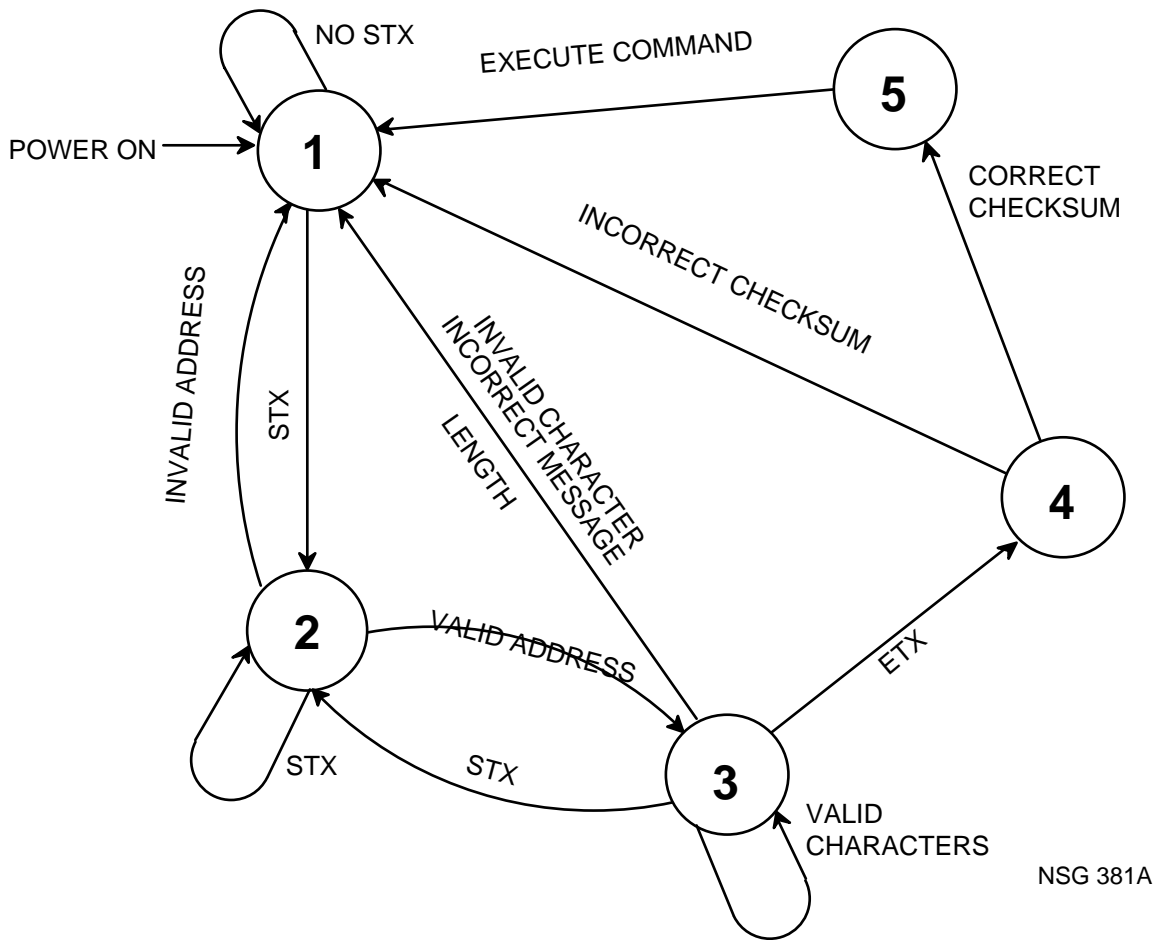 NO STX
EXECUTE COMMAND
5
POWER ON
1
CORRECT
CHECKSUM
INCORRECT CHECKSUM
INVALID ADDRESS
STX
INVALID CHARACTER
INCORRECT MESSAGE
LENGTH
4
2
VALID ADDRESS
ETX
STX
STX
3
VALID
CHARACTERS
NSG 381A